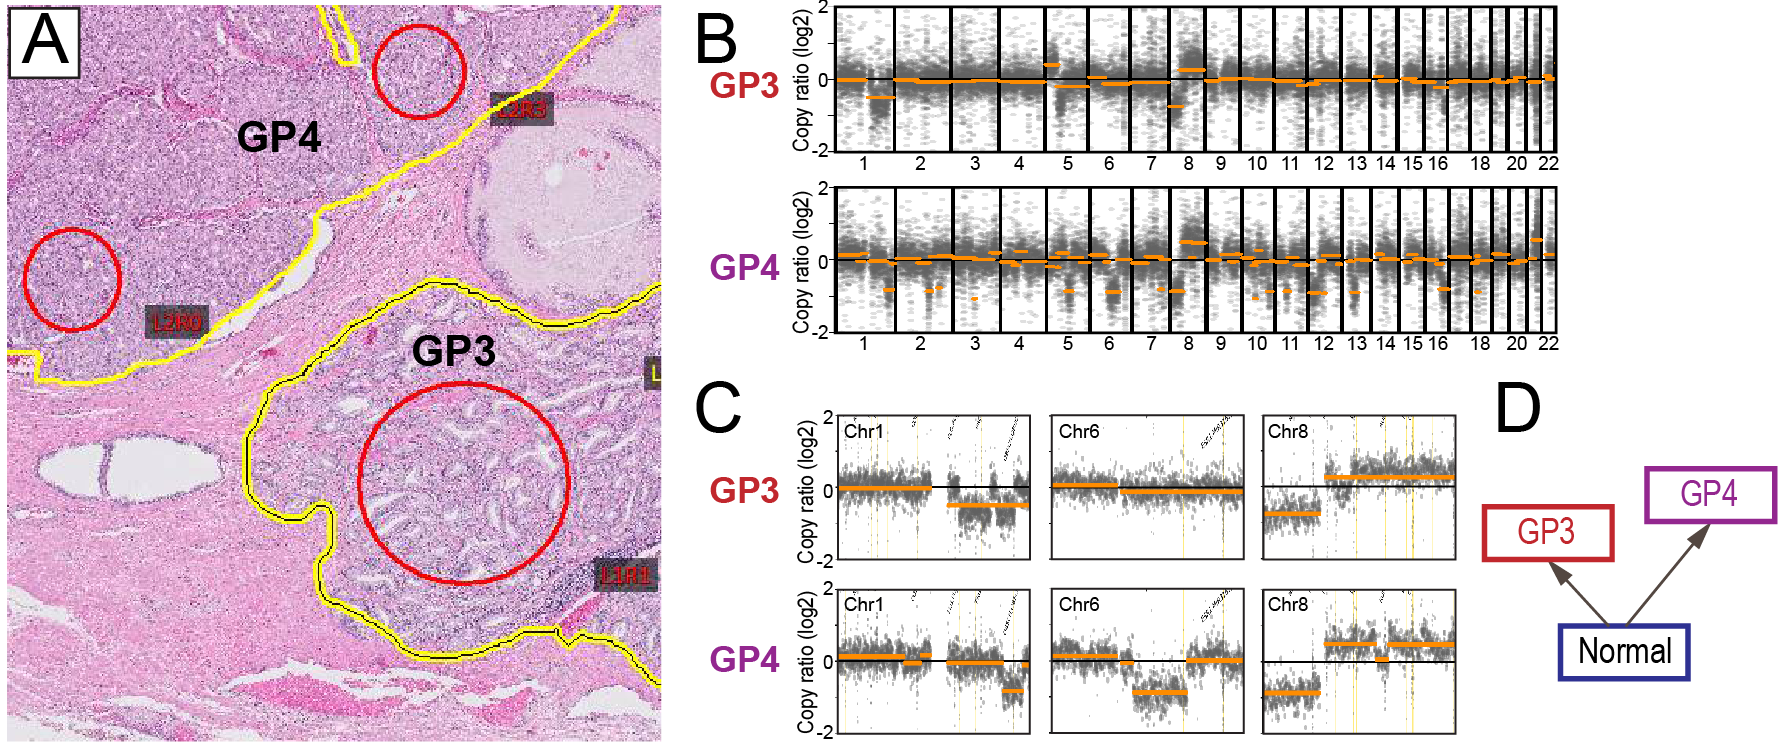 A
GP4
L2R3
L2R0
GP3
L
L1R1
B
GP3
Copy ratio (log2)
2
0
-2
1 2 3 4 5 6 7 8 9 10 11 12 13 14 15 16 18 20 22
GP4
Copy ratio (log2)
2
0
-2
1 2 3 4 5 6 7 8 9 10 11 12 13 14 15 16 18 20 22
C
GP3
Copy ratio (log2)
2
0
-2
Chr1 Chr6 Chr8
GP4
Copy ratio (log2)
2
0
-2
Chr1 Chr6 Chr8
D
GP4
GP3
Normal